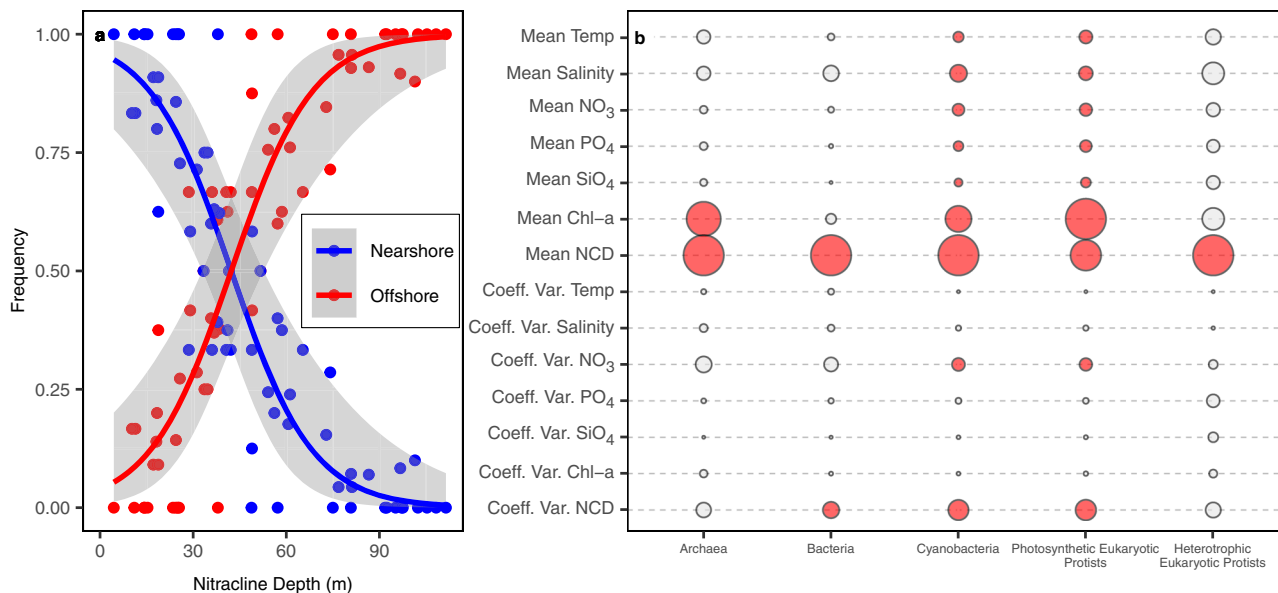 a
1.00
0.75
0.50
0.25
0.00
Frequency
0
30
60
90
Nitracline Depth (m)
Nearshore
Offshore
b
Mean Temp
Mean Salinity
Mean NO3
Mean PO4
Mean SiO4
Mean Chl−a
Mean NCD
Coeff. Var. Temp
Coeff. Var. Salinity
Coeff. Var. NO3
Coeff. Var. PO4
Coeff. Var. SiO4
Coeff. Var. Chl−a
Coeff. Var. NCD
Archaea
Bacteria
Cyanobacteria
Photosynthetic Eukaryotic
Protists
Heterotrophic
Eukaryotic Protists